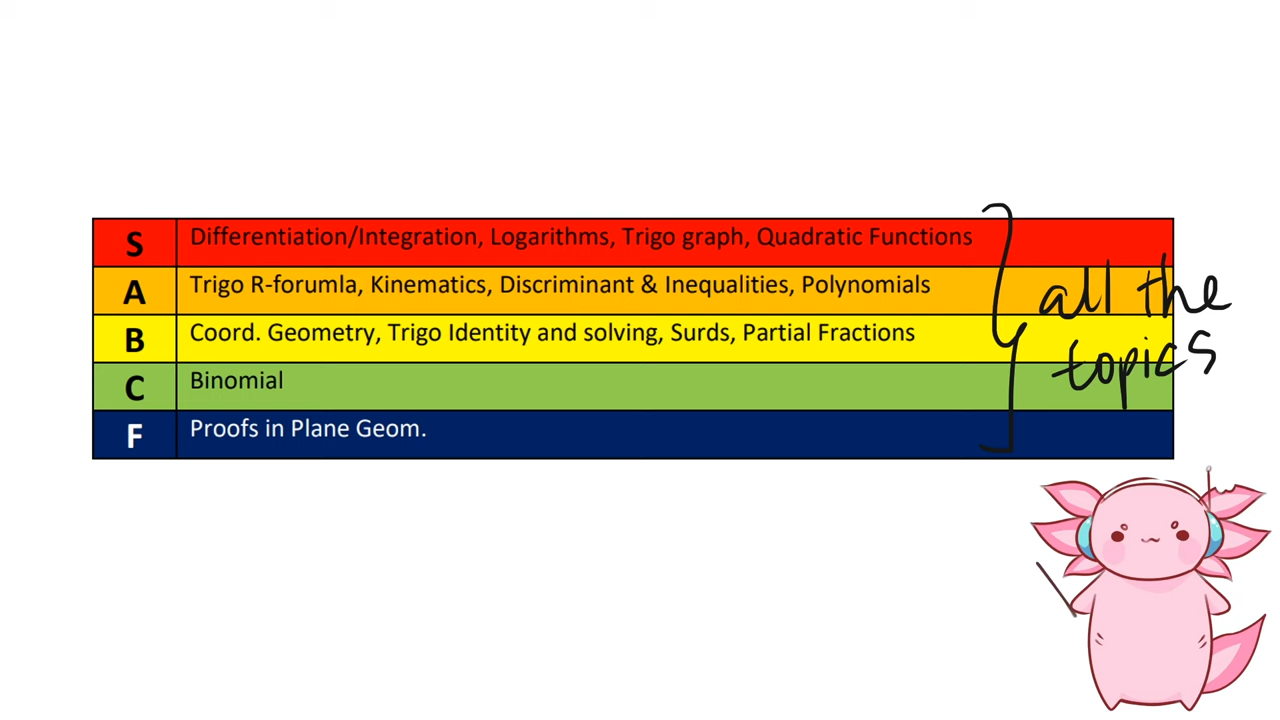 S Differentiation/Integration, Logarithms, Trigo graph, Quadratic Functions
A Trigo R-forumla, Kinematics, Discriminant & Inequalities, Polynomials
B Coord. Geometry, Trigo Identity and solving, Surds, Partial Fractions
C Binomial
F Proofs in Plane Geom.
all the
topics